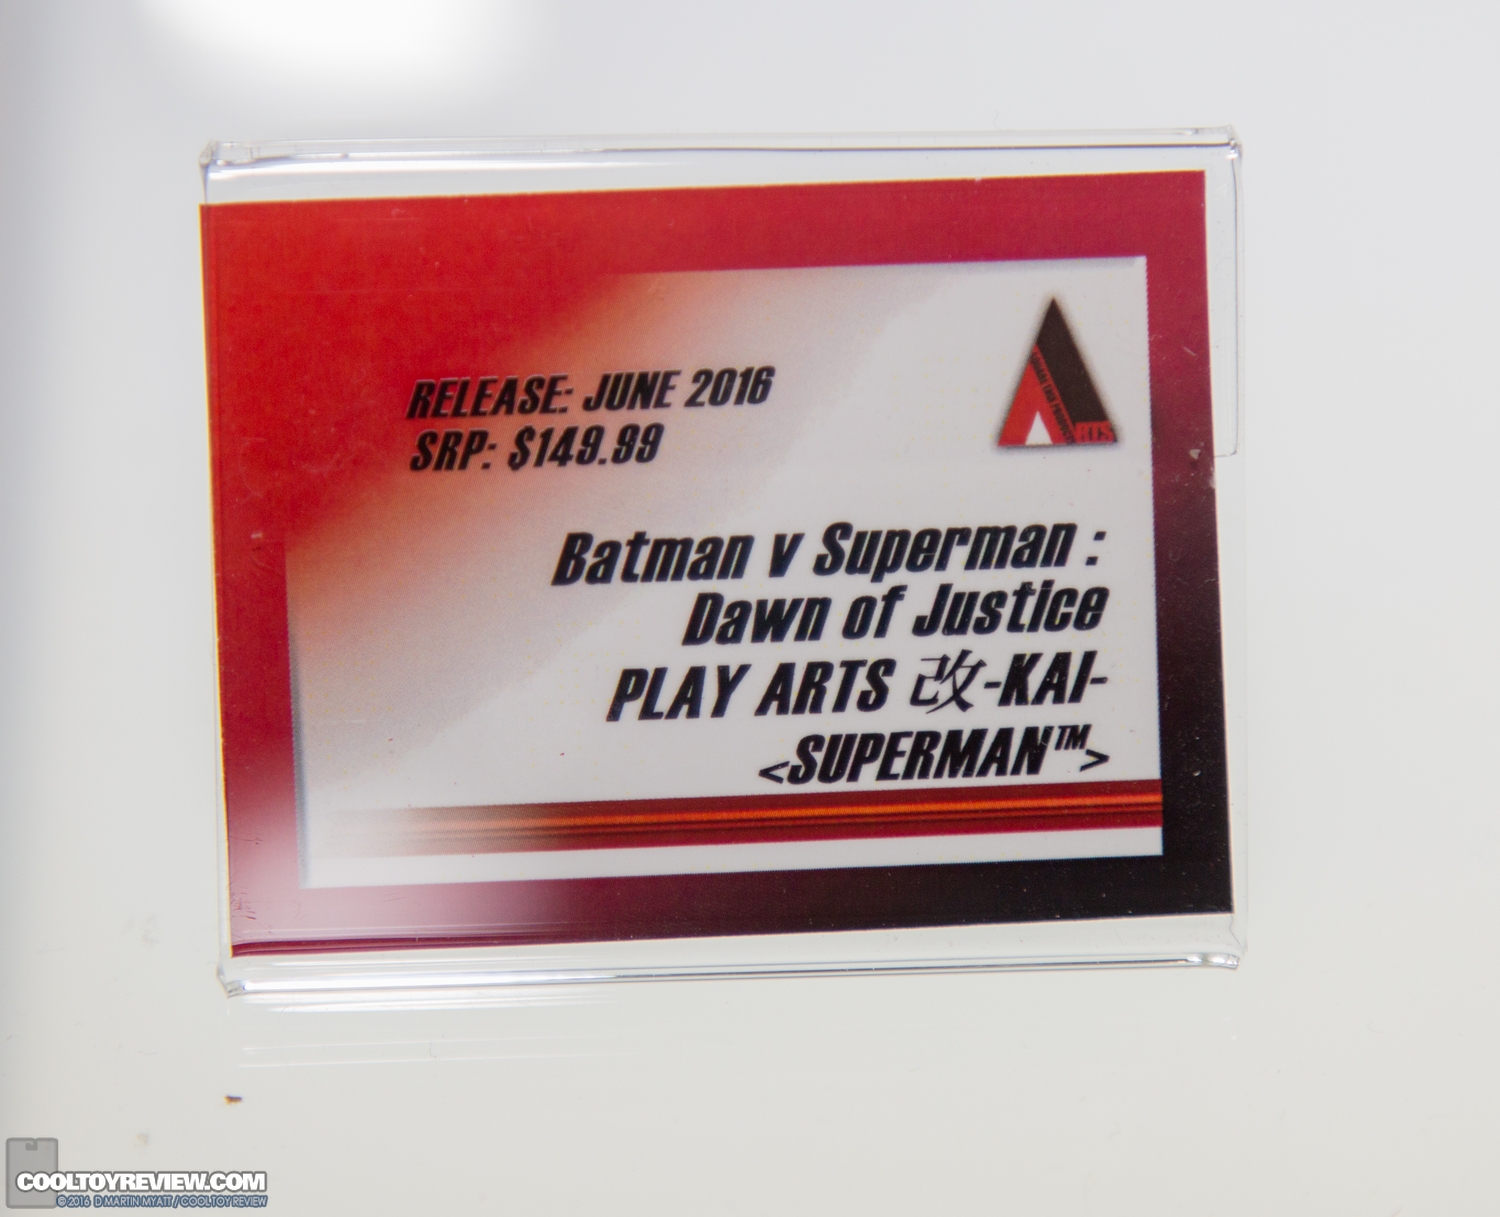 RELEASE: JUNE 2016
SRP: $149.99
RTS
Batman v Superman :
Dawn of Justice
PLAY ARTS 改-KAI-
<SUPERMAN™>
COOLTOYREVIEW.COM
©2016 D MARTIN MYATT / COOL TOY REVIEW